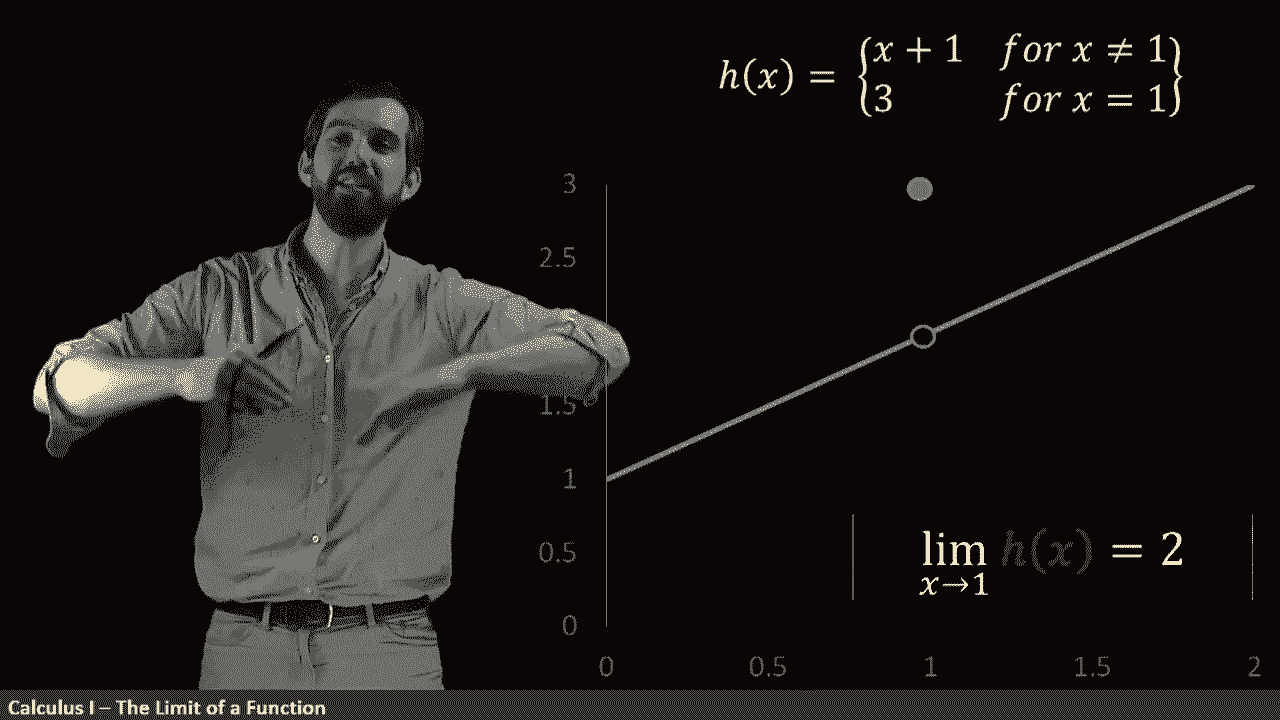 h(x) = {x + 1 for x ≠ 1}
{3 for x = 1}
3
2.5
1.5
1
0.5
0
0 0.5 1 1.5 2
lim h(x) = 2
x→1
Calculus I – The Limit of a Function